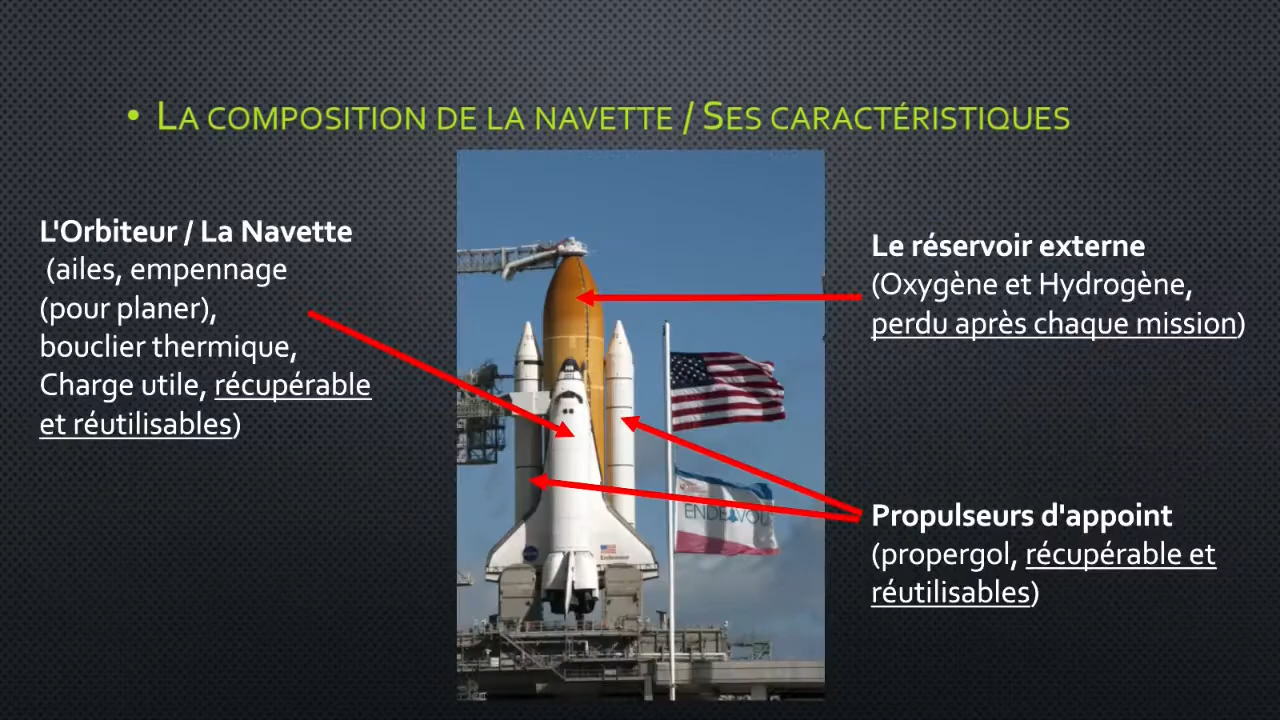 • La composition de la navette / Ses caractéristiques
L'Orbiteur / La Navette
(ailes, empennage
(pour planer),
bouclier thermique,
Charge utile, récupérable
et réutilisables)
Le réservoir externe
(Oxygène et Hydrogène,
perdu après chaque mission)
Propulseurs d'appoint
(propergol, récupérable et
réutilisables)
Endeavour